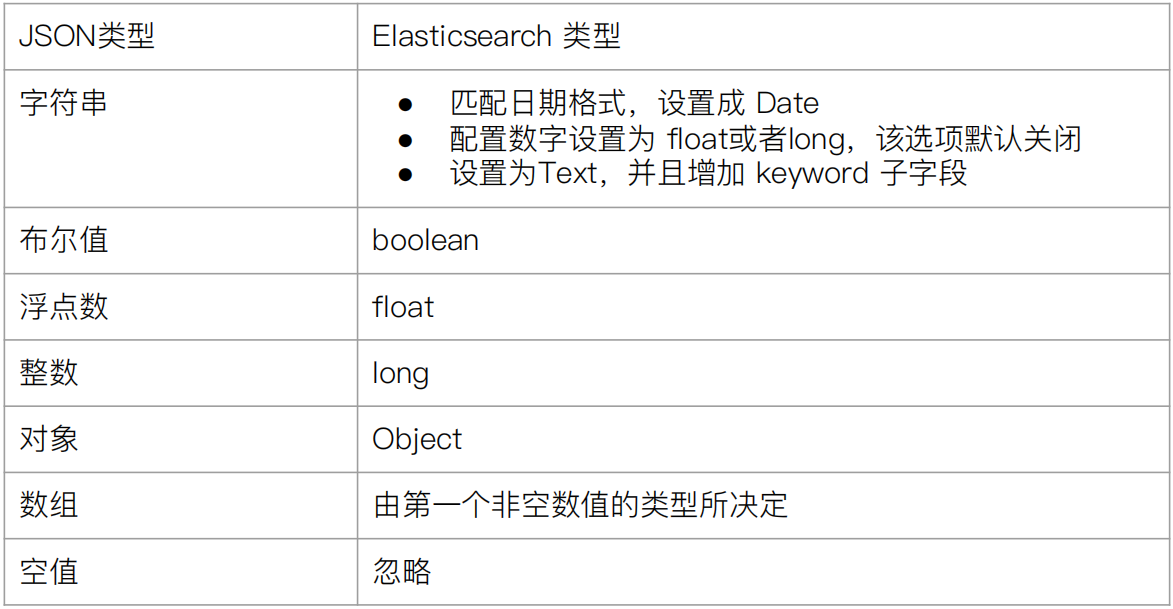 JSON类型 Elasticsearch 类型
字符串
● 匹配日期格式，设置成 Date
● 配置数字设置为 float或者long，该选项默认关闭
● 设置为Text，并且增加 keyword 子字段
布尔值 boolean
浮点数 float
整数 long
对象 Object
数组 由第一个非空数值的类型所决定
空值 忽略